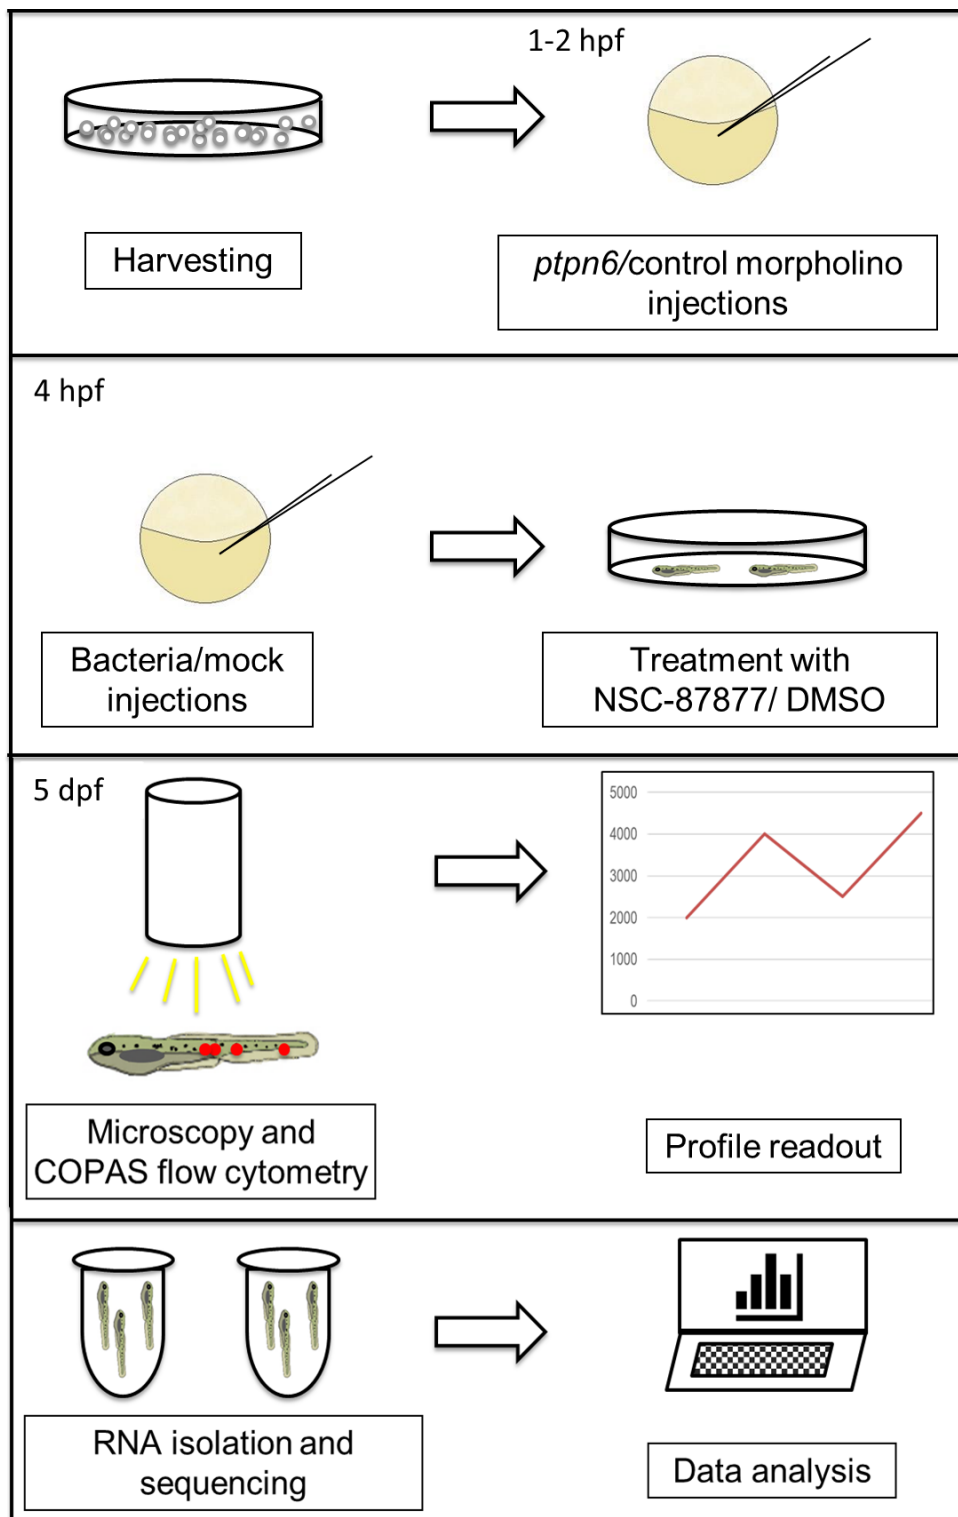 1-2 hpf
Harvesting
ptpn6/control morpholino
injections
4 hpf
Bacteria/mock
injections
Treatment with
NSC-87877/ DMSO
5 dpf
5000
4000
3000
2000
1000
0
Microscopy and
COPAS flow cytometry
Profile readout
RNA isolation and
sequencing
Data analysis